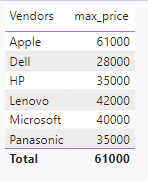 Vendors max_price
Apple 61000
Dell 28000
HP 35000
Lenovo 42000
Microsoft 40000
Panasonic 35000
Total 61000